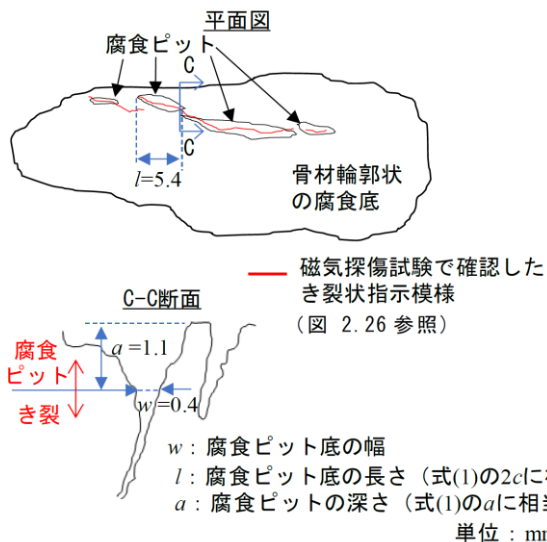 平面図
腐食ピット
C
C
l=5.4
骨材輪郭状
の腐食底
磁気探傷試験で確認した
き裂状指示模様
(図 2.26 参照)
C-C断面
腐食
ピット
き裂
a=1.1
w=0.4
w：腐食ピット底の幅
l：腐食ピット底の長さ（式(1)の2cに
a：腐食ピットの深さ（式(1)のaに相
単位：mm